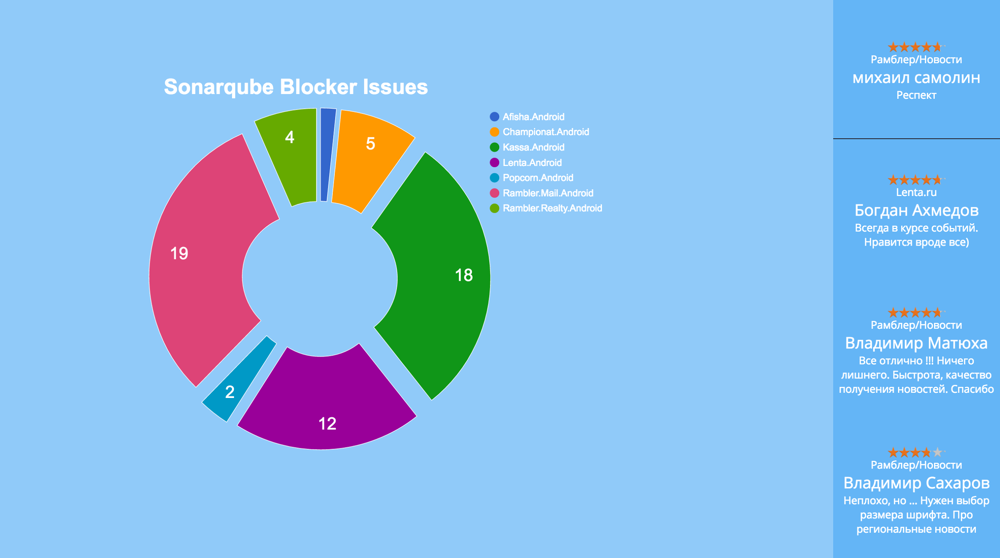 Sonarqube Blocker Issues
4
5
19
18
2
12
Afisha.Android
Championat.Android
Kassa.Android
Lenta.Android
Popcorn.Android
Rambler.Mail.Android
Rambler.Realty.Android
Рамблер/Новости
михаил самолин
Респект
Lenta.ru
Богдан Ахмедов
Всегда в курсе событий.
Нравится вроде все)
Рамблер/Новости
Владимир Матюха
Все отлично !!! Ничего
лишнего. Быстрота, качество
получения новостей. Спасибо
Рамблер/Новости
Владимир Сахаров
Неплохо, но ... Нужен выбор
размера шрифта. Про
региональные новости